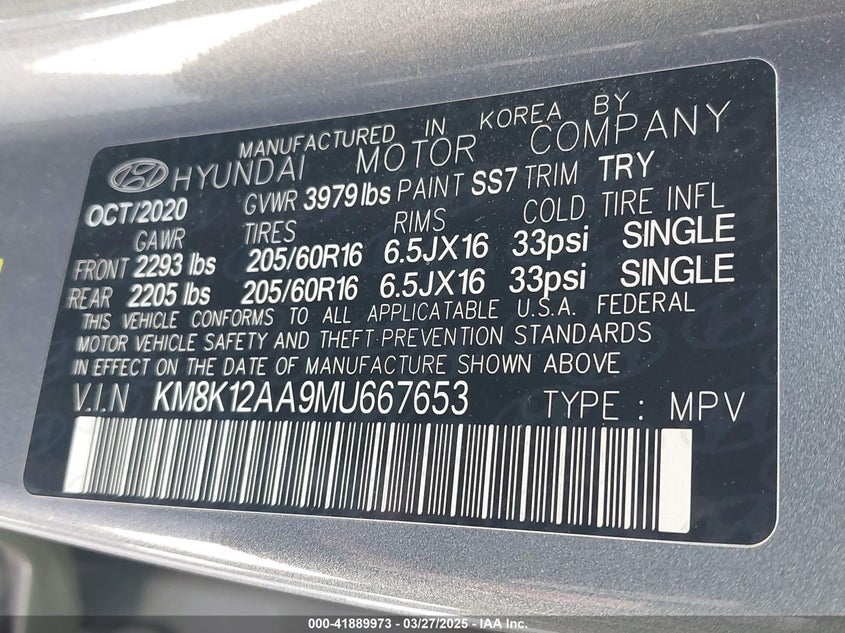 MANUFACTURED IN KOREA BY
HYUNDAI MOTOR COMPANY
OCT/2020 GVWR 3979lbs PAINT SS7 TRIM TRY
GAWR TIRES RIMS COLD TIRE INFL
FRONT 2293 lbs 205/60R16 6.5JX16 33psi SINGLE
REAR 2205 lbs 205/60R16 6.5JX16 33psi SINGLE
THIS VEHICLE CONFORMS TO ALL APPLICATABLE U.S.A. FEDERAL
MOTOR VEHICLE SAFETY AND THEFT PREVENTION STANDARDS
IN EFFECT ON THE DATE OF MANUFACTURE SHOWN ABOVE
V.I.N KM8K12AA9MU667653 TYPE : MPV
000-41889973 - 03/27/2025 - IAA Inc.